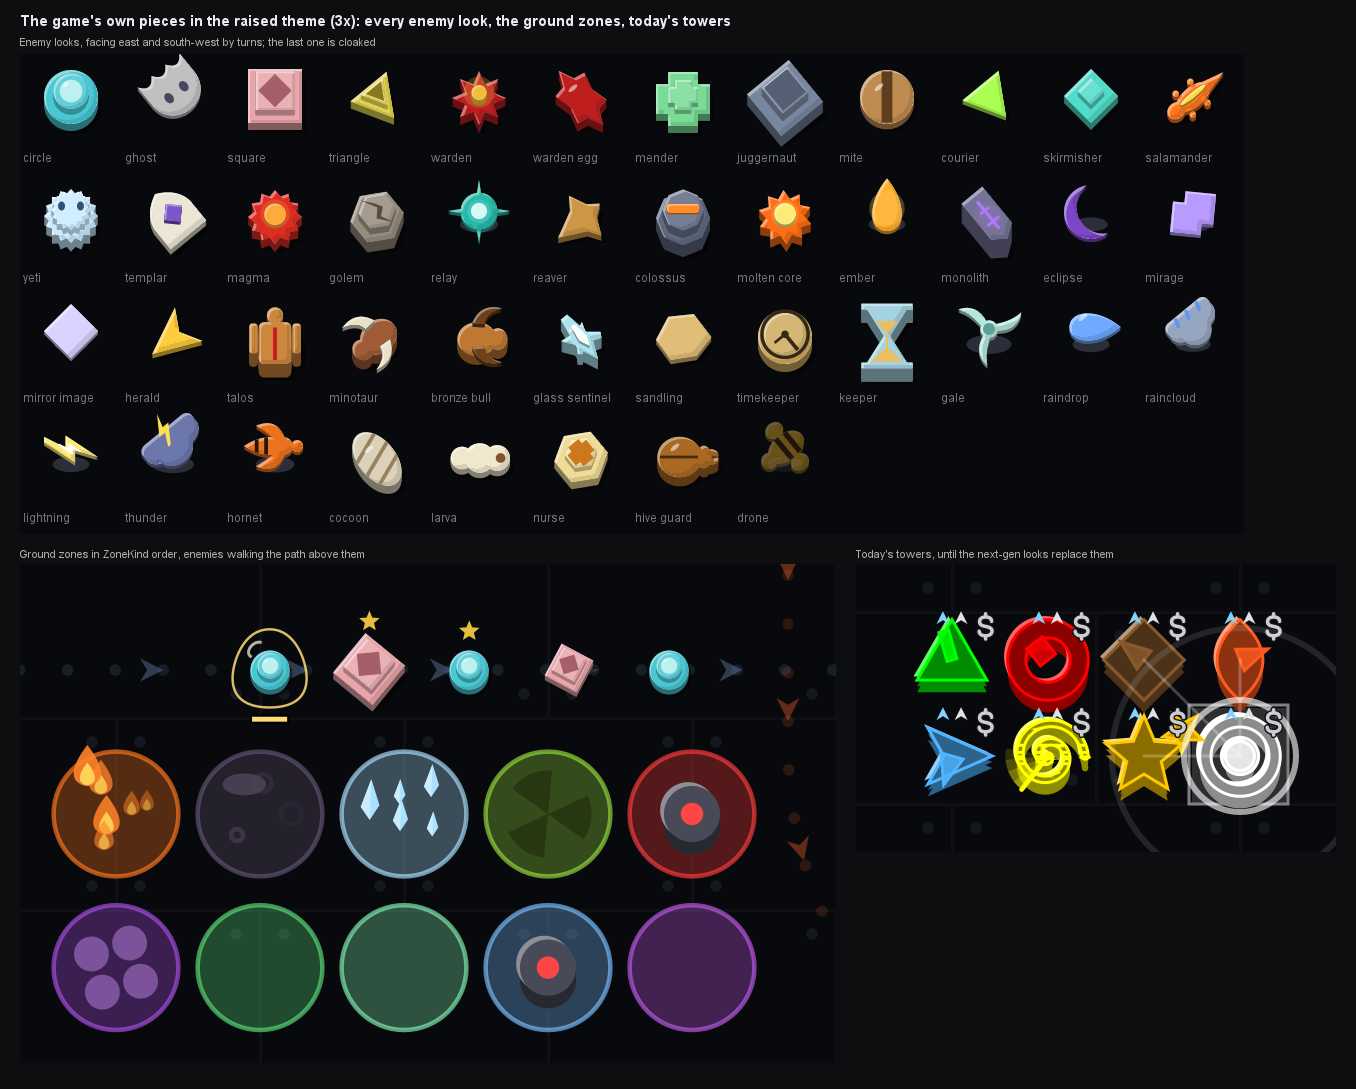 The game's own pieces in the raised theme (3x): every enemy look, the ground zones, today's towers
Enemy looks, facing east and south-west by turns; the last one is cloaked
circle ghost square triangle warden warden egg mender juggernaut mite courier skirmisher salamander
yeti templar magma golem relay reaver colossus molten core ember monolith eclipse mirage
mirror image herald talos minotaur bronze bull glass sentinel sandling timekeeper keeper gale raindrop raincloud
lightning thunder hornet cocoon larva nurse hive guard drone
Ground zones in ZoneKind order, enemies walking the path above them
Today's towers, until the next-gen looks replace them
$ $ $ $
$ $ $ $